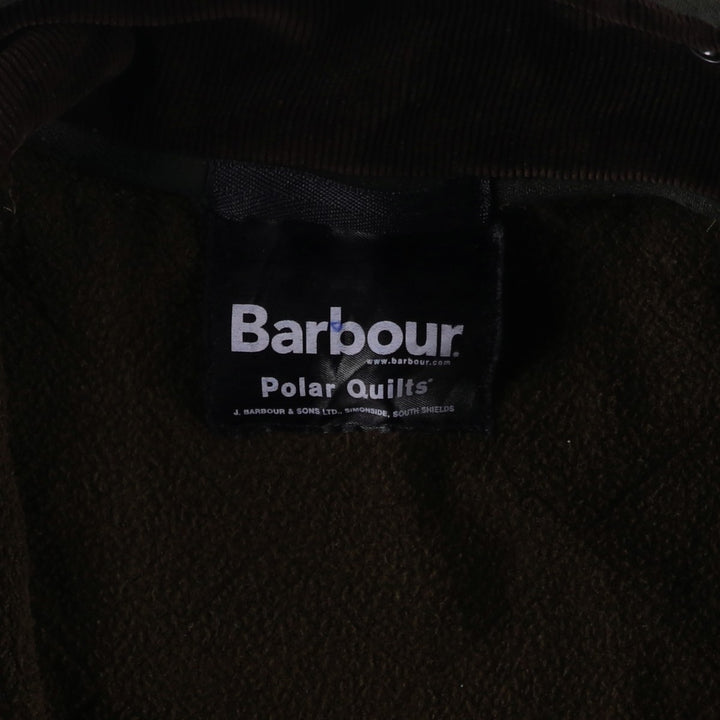 Barbour®
www.barbour.com
Polar Quilts
J. BARBOUR & SONS LTD., SIMONSIDE, SOUTH SHIELDS